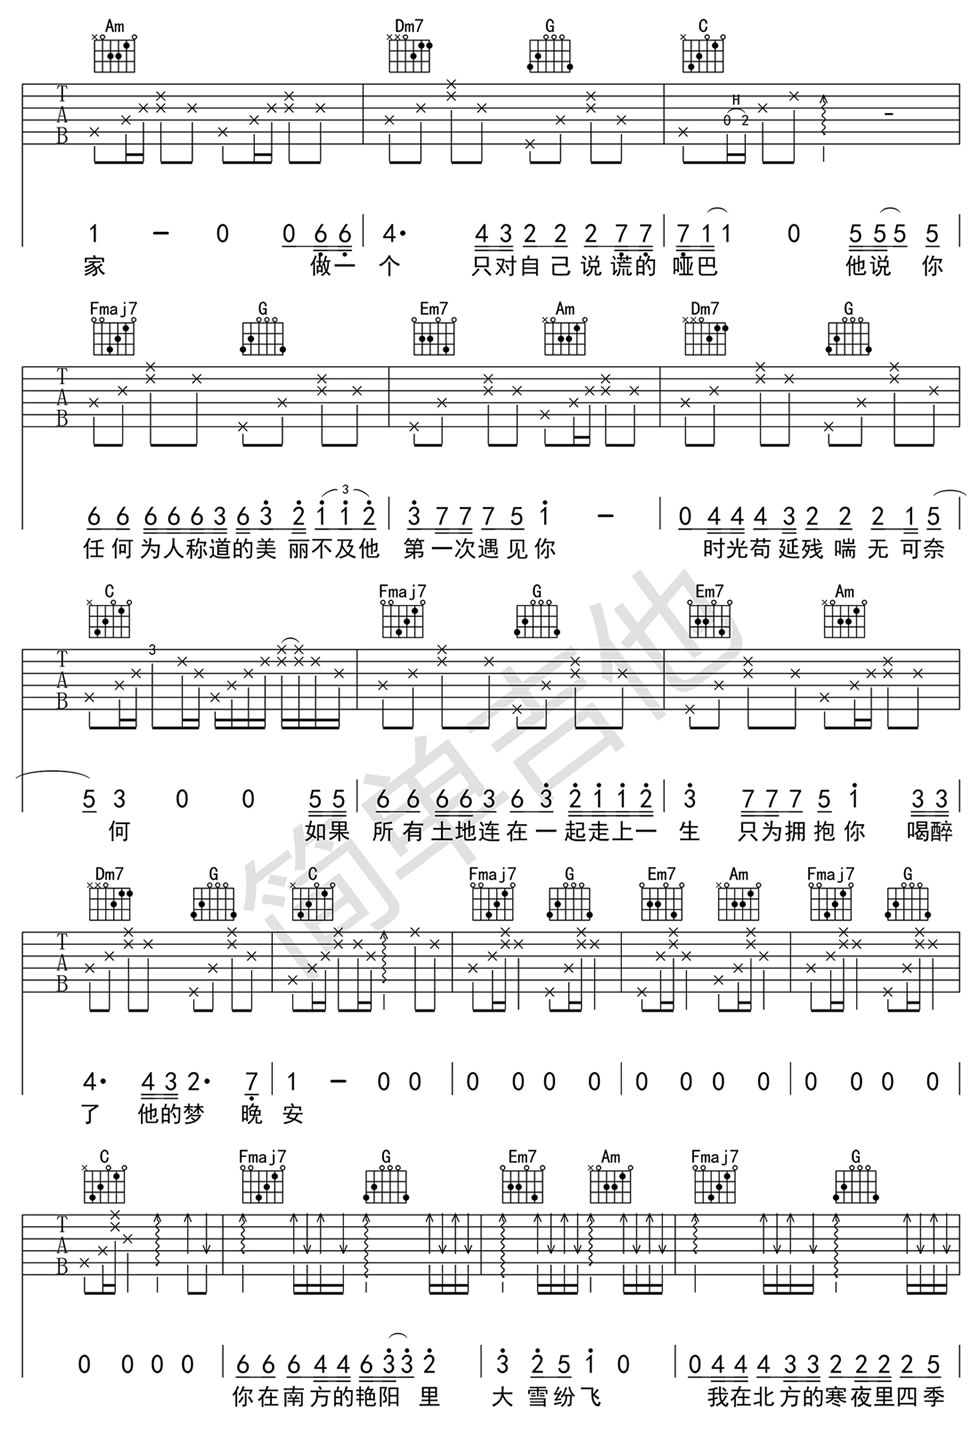 Am Dm7 G C
T A B H 0 2 -
1 - 0 0 6 6 4· 4 3 2 2 2 7 7 7 1 1 0 5 5 5 5
家 做一 个 只对自己说谎的 哑巴 他说 你
Fmaj7 G Em7 Am Dm7 G
T A B
6 6 6 6 6 3 6 3 2 1 1 2 3 7 7 7 5 1 - 0 4 4 4 3 2 2 2 1 5
3
任何为人称道的美 丽不及他 第一次遇见你 时光苟延残喘无可奈
C Fmaj7 G Em7 Am
T A B 3
5 3 0 0 5 5 6 6 6 6 3 6 3 2 1 1 2 3 7 7 7 5 1 3 3
何 如果 所有土地连在一起走上一 生 只为拥抱你 喝醉
Dm7 G C Fmaj7 G Em7 Am Fmaj7 G
T A B
4· 4 3 2· 7 1 - 0 0 0 0 0 0 0 0 0 0 0 0 0 0
了 他的梦 晚 安
C Fmaj7 G Em7 Am Fmaj7 G
T A B
0 0 0 0 6 6 6 4 4 6 3 3 2 3 2 5 1 0 0 4 4 4 3 3 2 2 2 5
你在南方的艳阳 里 大 雪纷飞 我在北方的寒夜里四季
简单吉他